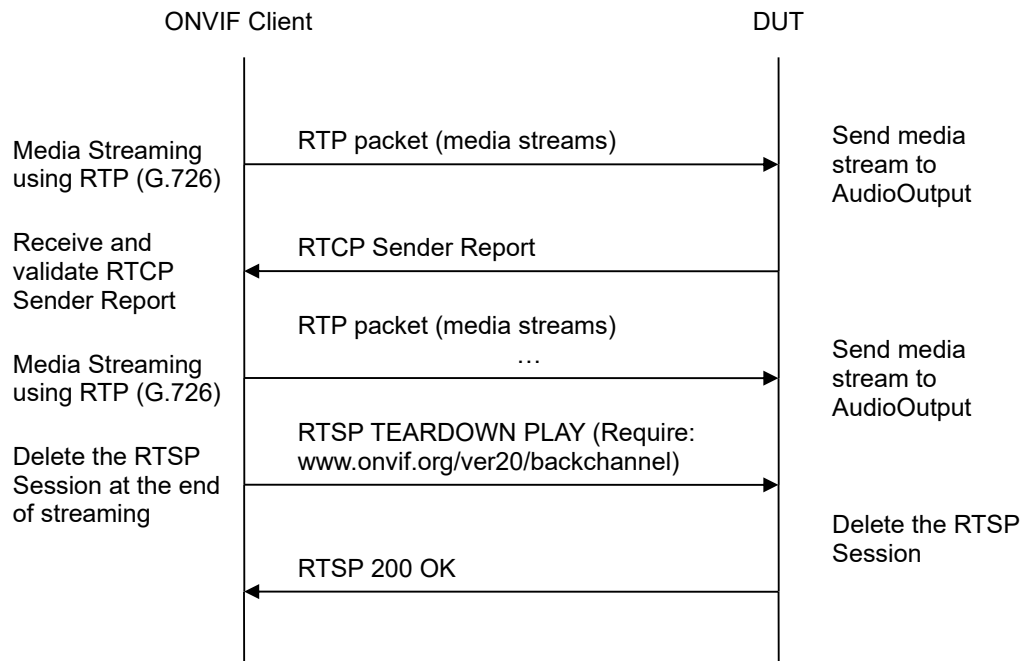 ONVIF Client
DUT
RTP packet (media streams)
Send media
stream to
AudioOutput
Media Streaming
using RTP (G.726)
Receive and
validate RTCP
Sender Report
RTCP Sender Report
RTP packet (media streams)
…
Send media
stream to
AudioOutput
Media Streaming
using RTP (G.726)
RTSP TEARDOWN PLAY (Require:
www.onvif.org/ver20/backchannel)
Delete the RTSP
Session at the end
of streaming
Delete the RTSP
Session
RTSP 200 OK